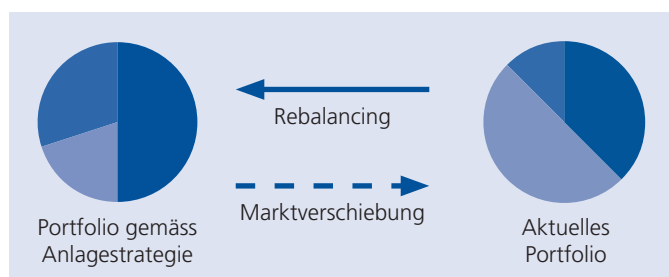 Rebalancing
Marktverschiebung
Portfolio gemäss
Anlagestrategie
Aktuelles
Portfolio